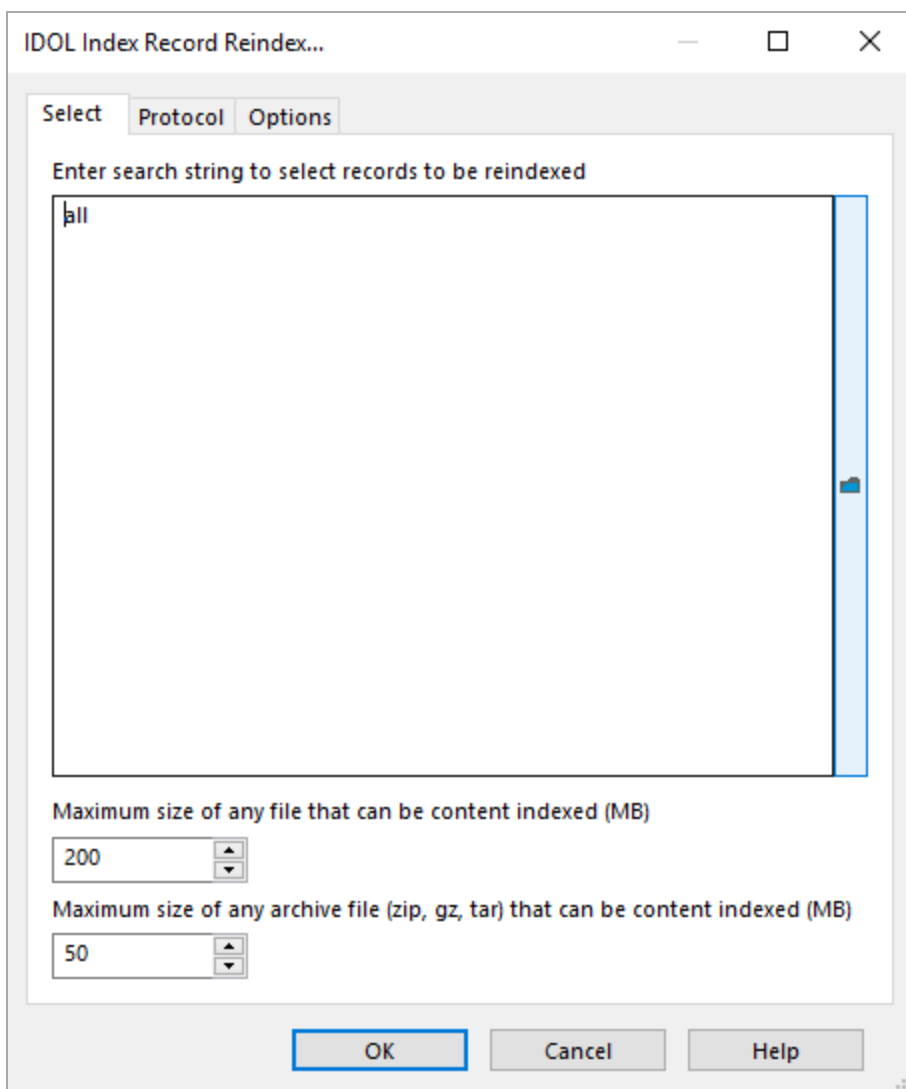 IDOL Index Record Reindex...
Select Protocol Options
Enter search string to select records to be reindexed
all
Maximum size of any file that can be content indexed (MB)
200
Maximum size of any archive file (zip, gz, tar) that can be content indexed (MB)
50
OK Cancel Help